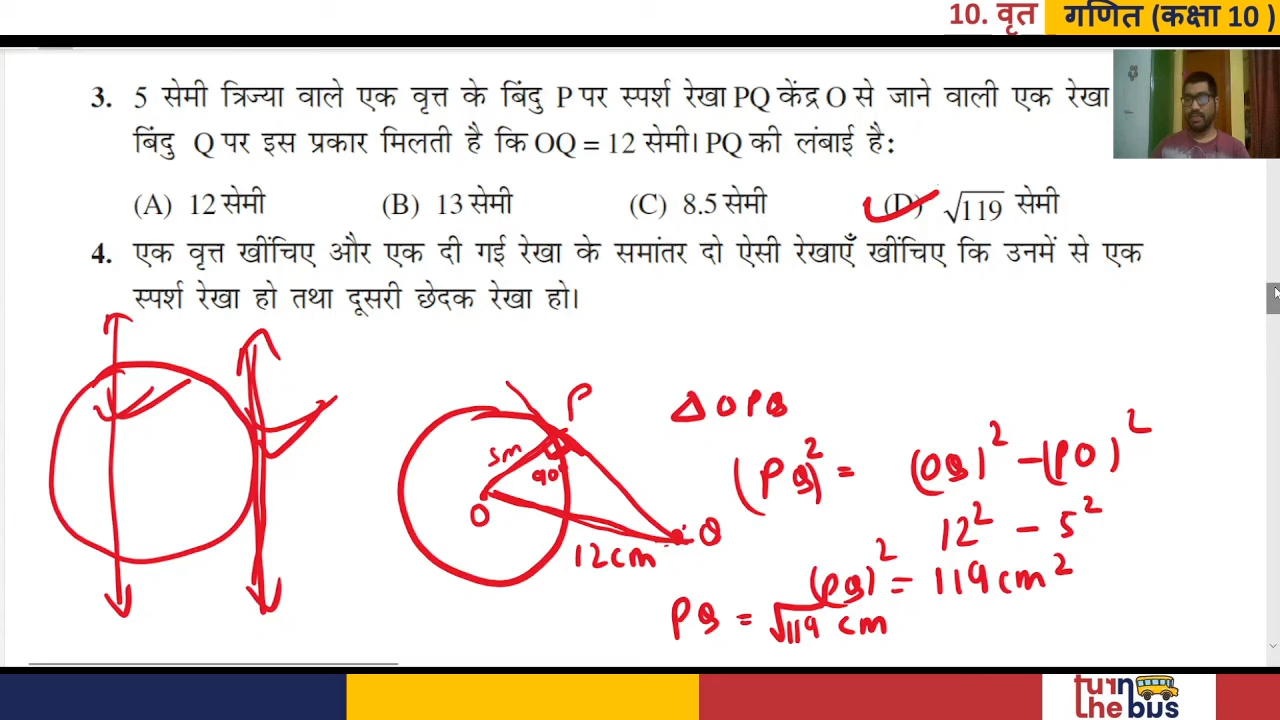 10. वृत गणित (कक्षा 10 )
3. 5 सेमी त्रिज्या वाले एक वृत्त के बिंदु P पर स्पर्श रेखा PQ केंद्र O से जाने वाली एक रेखा
बिंदु Q पर इस प्रकार मिलती है कि OQ = 12 सेमी। PQ की लंबाई है:
(A) 12 सेमी (B) 13 सेमी (C) 8.5 सेमी (D) √119 सेमी
4. एक वृत्त खींचिए और एक दी गई रेखा के समांतर दो ऐसी रेखाएँ खींचिए कि उनमें से एक
स्पर्श रेखा हो तथा दूसरी छेदक रेखा हो।
P
Δ OPQ
5m
90°
(PQ)² = (OQ)² - (PO)²
O
Q
12² - 5²
12cm
(PQ)² = 119 cm²
PQ = √119 cm
turn
the bus